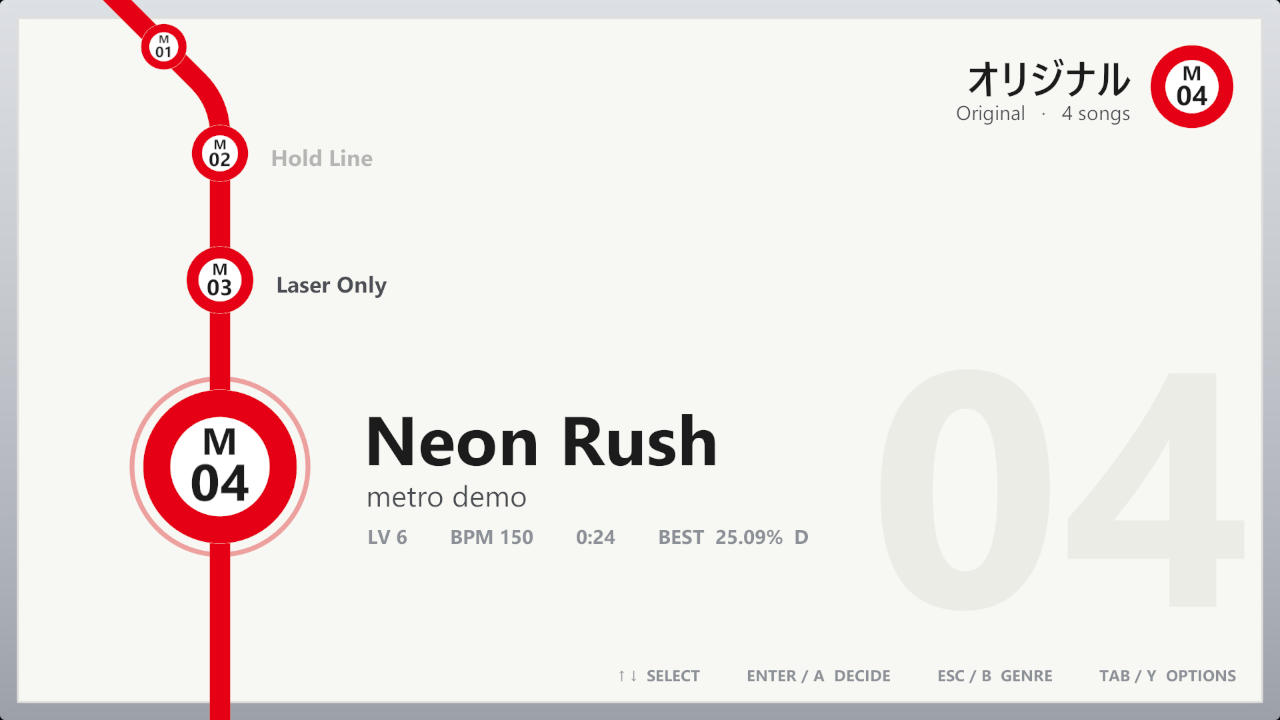 M
01
M
02
Hold Line
M
03
Laser Only
M
04
Neon Rush
metro demo
LV 6 BPM 150 0:24 BEST 25.09% D
オリジナル
Original · 4 songs
M
04
04
↑↓ SELECT ENTER / A DECIDE ESC / B GENRE TAB / Y OPTIONS